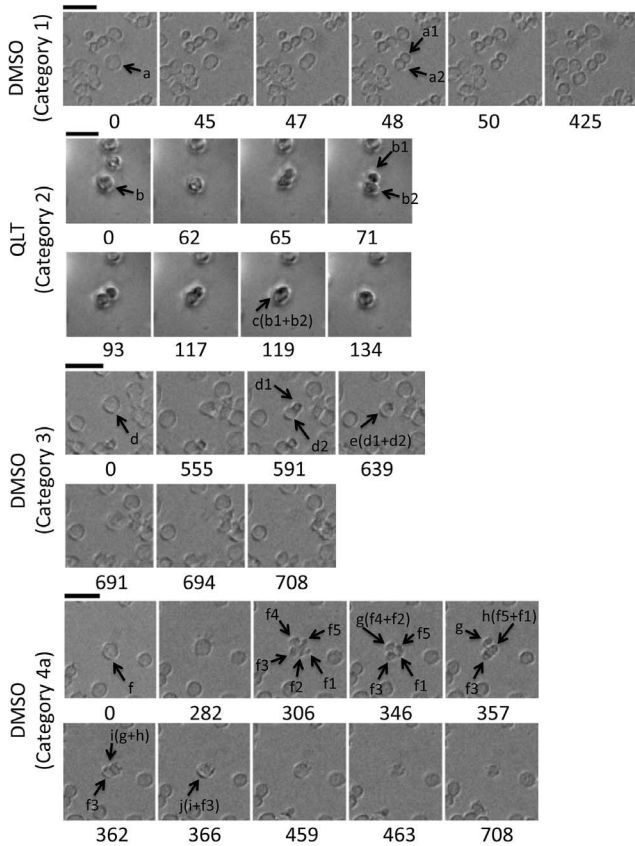 DMSO
(Category 1)
a
a1
a2
0 45 47 48 50 425
QLT
(Category 2)
b
b1
b2
0 62 65 71
c(b1+b2)
93 117 119 134
DMSO
(Category 3)
d
d1
d2
e(d1+d2)
0 555 591 639
691 694 708
DMSO
(Category 4a)
f
f4
f5
f3
f2
f1
g(f4+f2)
f5
f3
f1
h(f5+f1)
g
f3
0 282 306 346 357
i(g+h)
f3
j(i+f3)
362 366 459 463 708